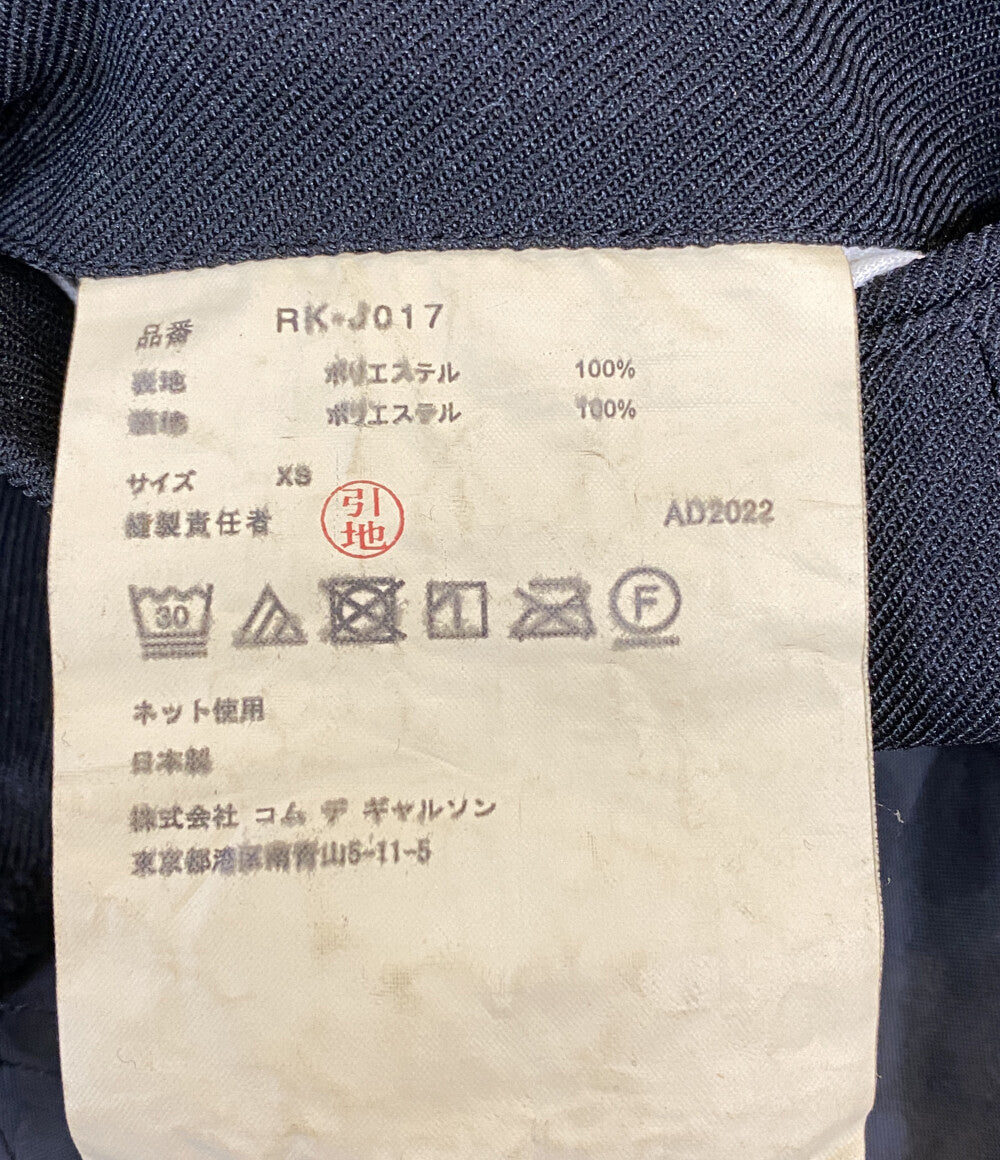 品番 RK-J017
表地 ポリエステル 100%
裏地 ポリエステル 100%
サイズ XS
縫製責任者 引地 AD2022
30 F
ネット使用
日本製
株式会社 コム デ ギャルソン
東京都港区南青山5-11-5